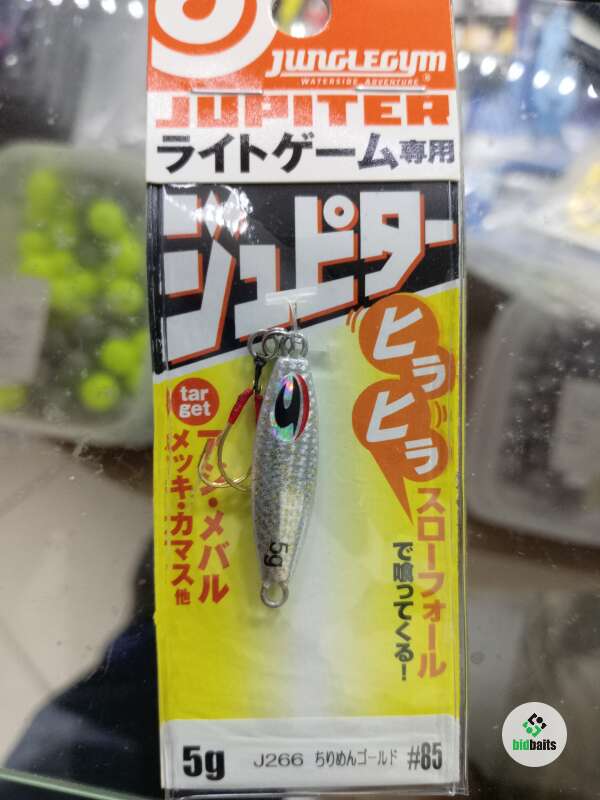 JUNGLEGYM
WATERSIDE ADVENTURE
®
JUPITER
ライトゲーム専用
ジュピター
ヒラヒラ
スローフォール
で喰ってくる!
target
アジ・メバル
メッキ・カマス他
5g
5g J266 ちりめんゴールド #85
bidbaits